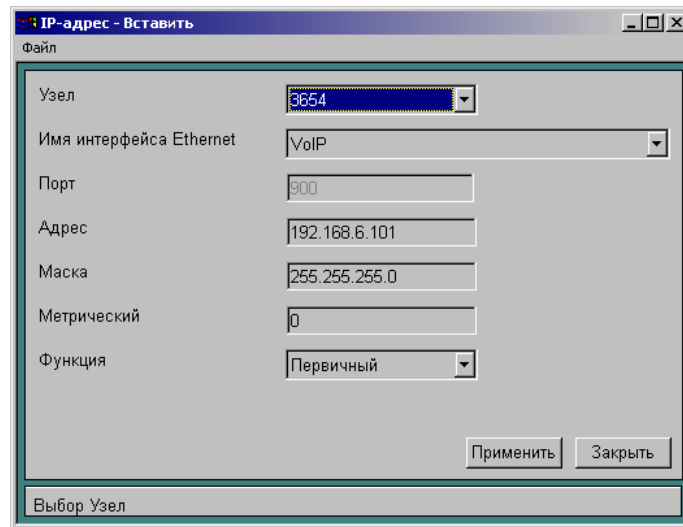 IP-адрес - Вставить
Файл
Узел 3654
Имя интерфейса Ethernet VoIP
Порт 900
Адрес 192.168.6.101
Маска 255.255.255.0
Метрический 0
Функция Первичный
Применить Закрыть
Выбор Узел